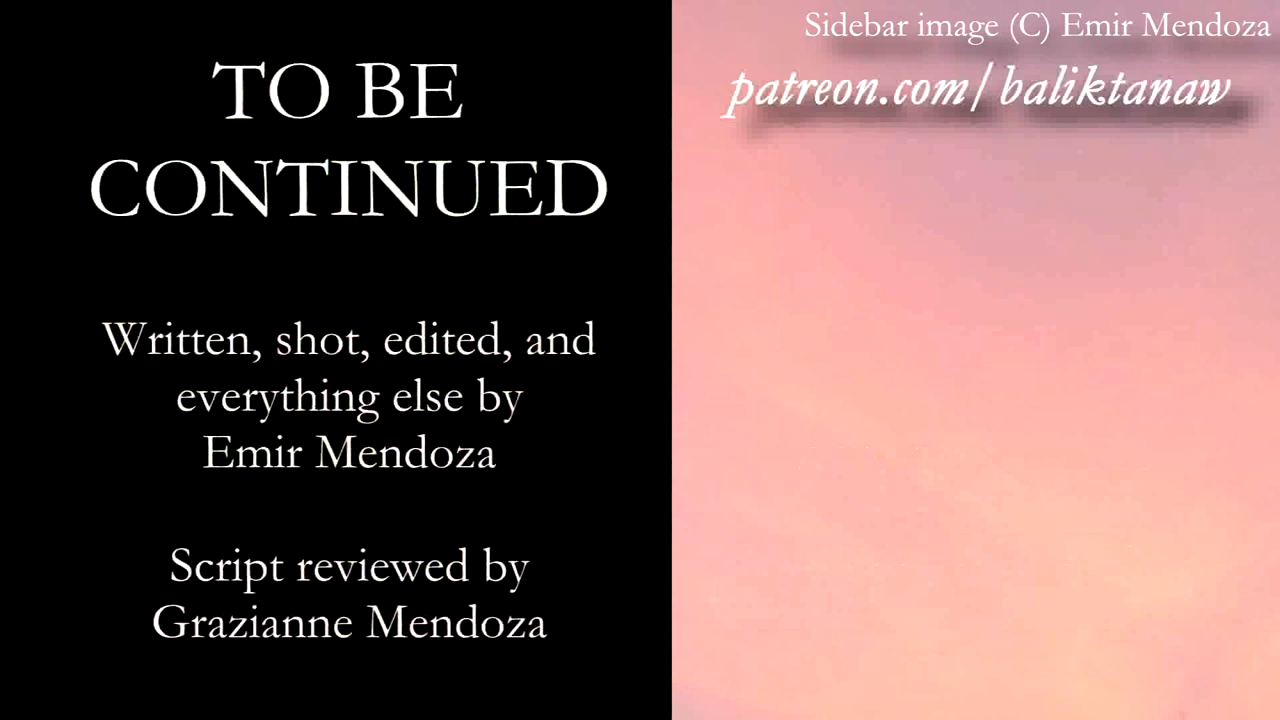 TO BE
CONTINUED
Written, shot, edited, and
everything else by
Emir Mendoza
Script reviewed by
Grazianne Mendoza
Sidebar image (C) Emir Mendoza
patreon.com/baliktanaw